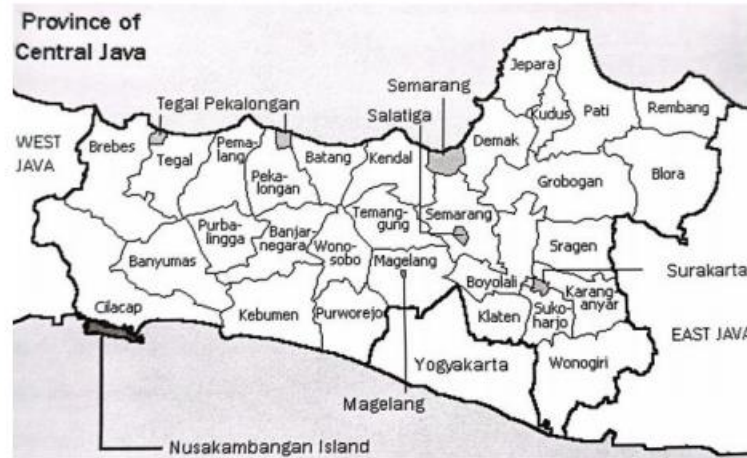 Province of
Central Java
Semarang
Jepara
Tegal Pekalongan
Salatiga
Kudus
Pati
Rembang
WEST
JAVA
Brebes
Tegal
Pema-
lang
Peka-
longan
Batang
Kendal
Demak
Grobogan
Blora
Temang-
gung
Semarang
Purba-
lingga
Banjar-
negara
Wono-
sobo
Banyumas
Magelang
Sragen
Boyolali
Surakarta
Cilacap
Kebumen
Purworejo
Klaten
Suko-
harjo
Karang-
anyar
EAST JAVA
Yogyakarta
Wonogiri
Magelang
Nusakambangan Island